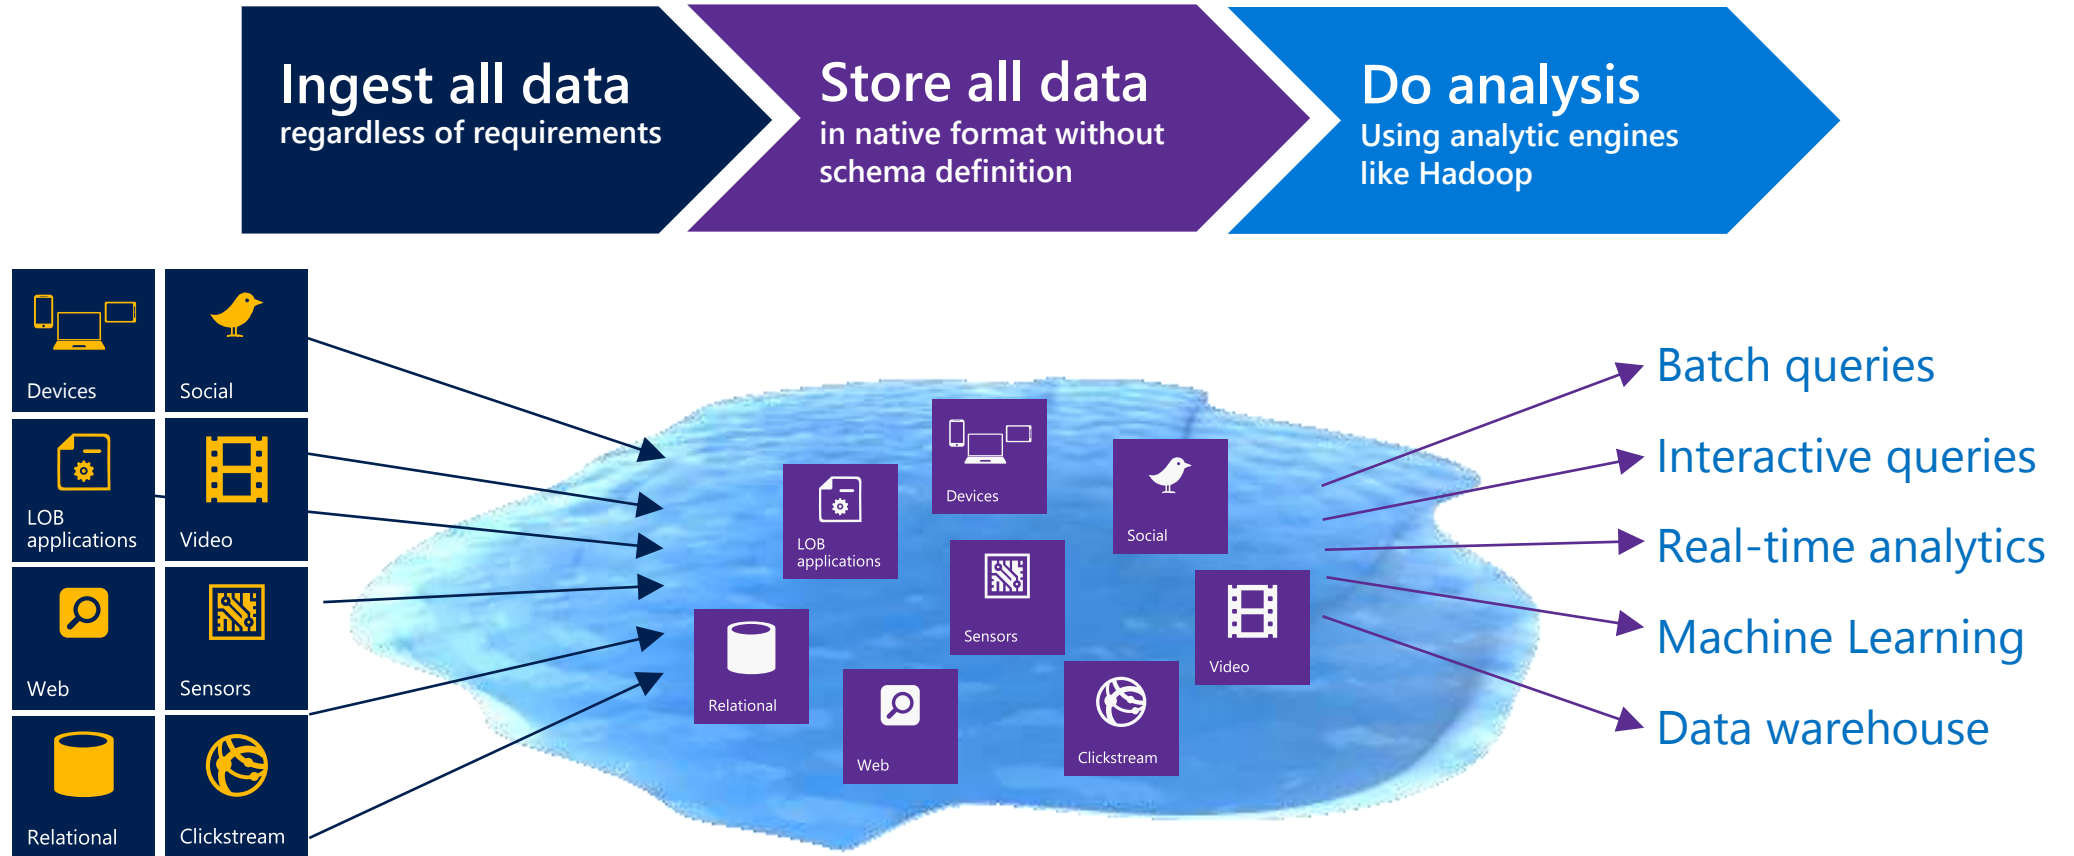 Ingest all data
regardless of requirements
Store all data
in native format without
schema definition
Do analysis
Using analytic engines
like Hadoop
Devices
Social
LOB
applications
Video
Web
Sensors
Relational
Clickstream
Devices
Social
LOB
applications
Sensors
Video
Relational
Web
Clickstream
Batch queries
Interactive queries
Real-time analytics
Machine Learning
Data warehouse